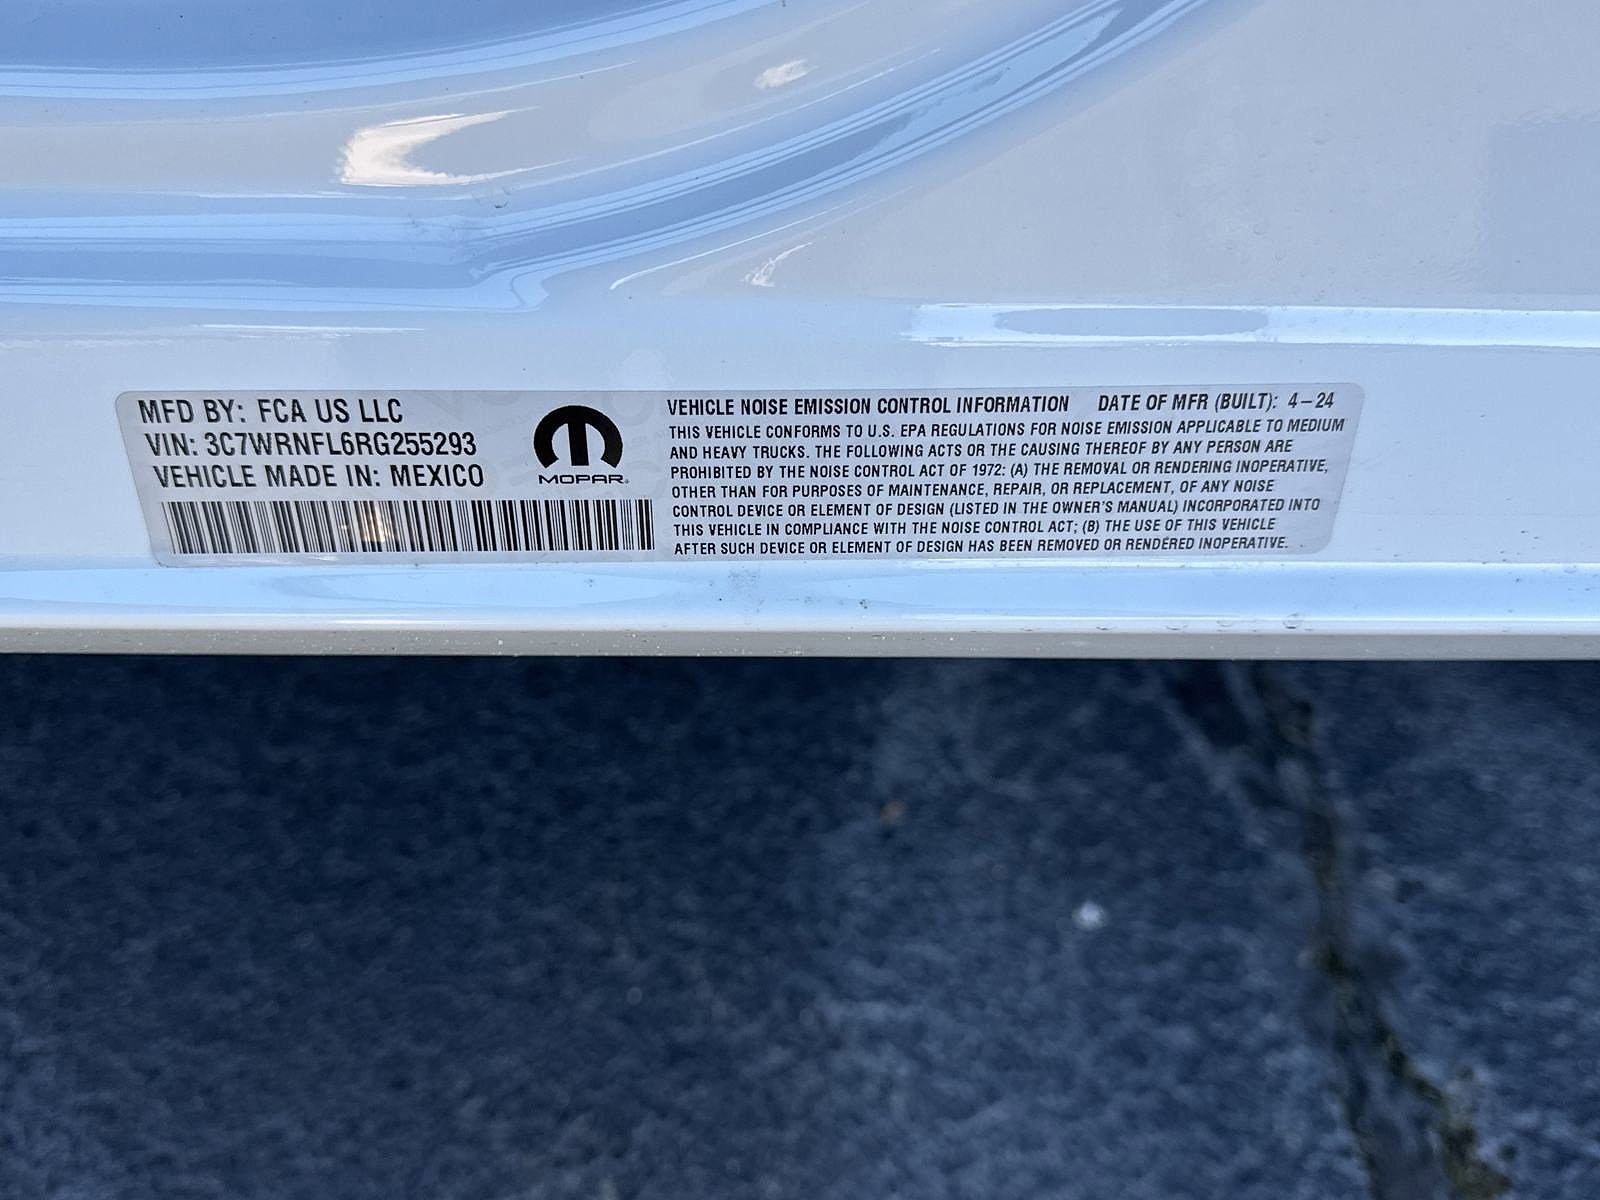 MFD BY: FCA US LLC
VIN: 3C7WRNFL6RG255293
VEHICLE MADE IN: MEXICO
MOPAR®
VEHICLE NOISE EMISSION CONTROL INFORMATION DATE OF MFR (BUILT): 4-24
THIS VEHICLE CONFORMS TO U.S. EPA REGULATIONS FOR NOISE EMISSION APPLICABLE TO MEDIUM
AND HEAVY TRUCKS. THE FOLLOWING ACTS OR THE CAUSING THEREOF BY ANY PERSON ARE
PROHIBITED BY THE NOISE CONTROL ACT OF 1972: (A) THE REMOVAL OR RENDERING INOPERATIVE,
OTHER THAN FOR PURPOSES OF MAINTENANCE, REPAIR, OR REPLACEMENT, OF ANY NOISE
CONTROL DEVICE OR ELEMENT OF DESIGN (LISTED IN THE OWNER'S MANUAL) INCORPORATED INTO
THIS VEHICLE IN COMPLIANCE WITH THE NOISE CONTROL ACT; (B) THE USE OF THIS VEHICLE
AFTER SUCH DEVICE OR ELEMENT OF DESIGN HAS BEEN REMOVED OR RENDERED INOPERATIVE.